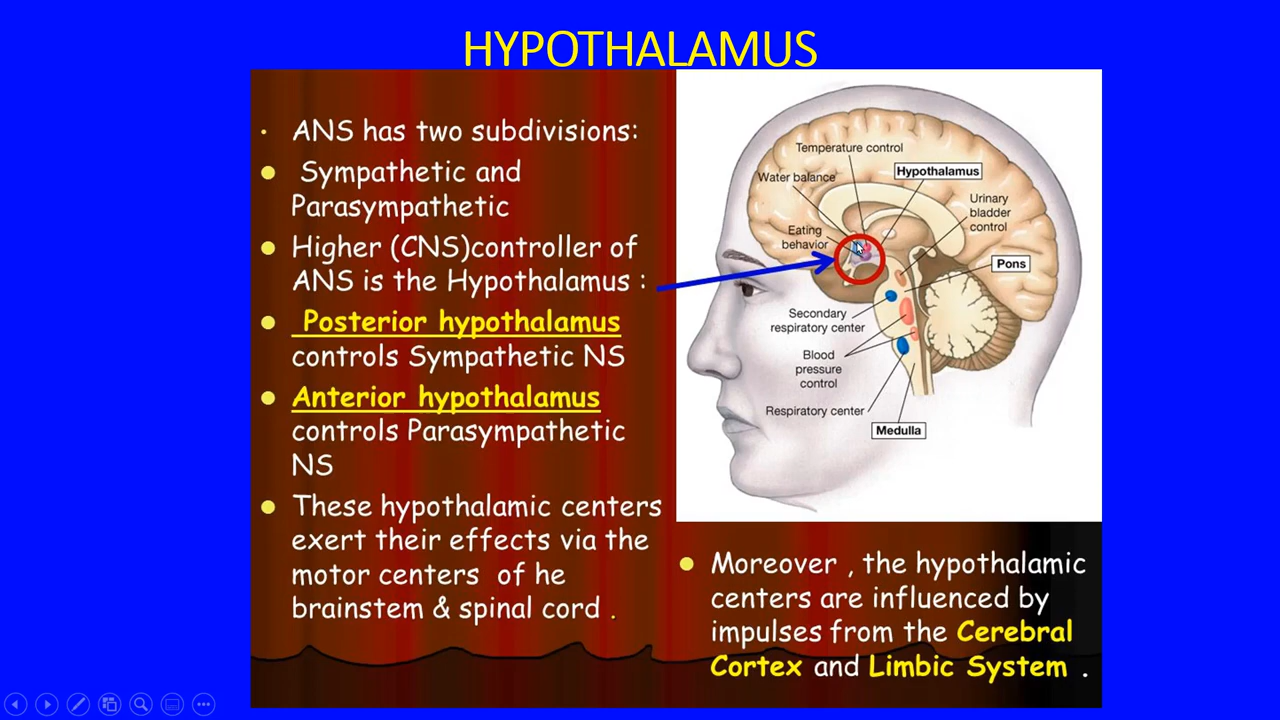 HYPOTHALAMUS
ANS has two subdivisions:
Sympathetic and
Parasympathetic
Higher (CNS)controller of
ANS is the Hypothalamus :
Posterior hypothalamus
controls Sympathetic NS
Anterior hypothalamus
controls Parasympathetic
NS
These hypothalamic centers
exert their effects via the
motor centers of he
brainstem & spinal cord .
Temperature control
Water balance
Hypothalamus
Urinary
bladder
control
Eating
behavior
Pons
Secondary
respiratory center
Blood
pressure
control
Respiratory center
Medulla
Moreover , the hypothalamic
centers are influenced by
impulses from the Cerebral
Cortex and Limbic System .